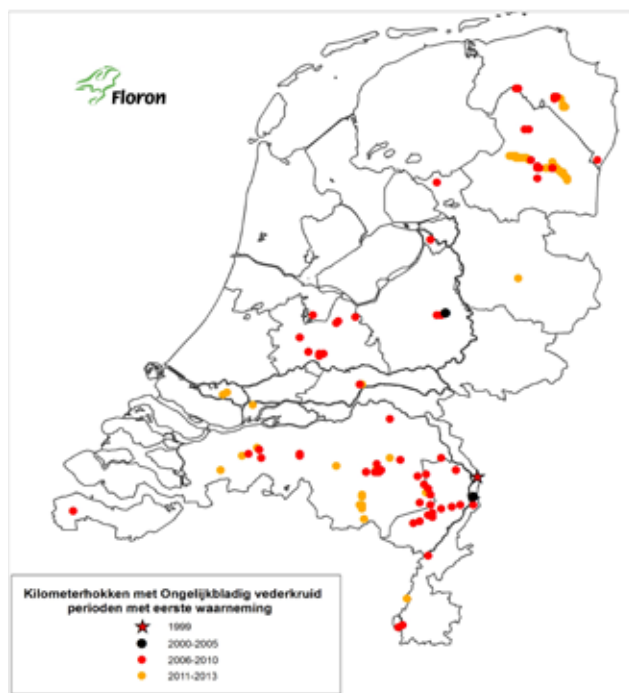 Floron
Kilometerhokken met Ongelijkbladig vederkruid
perioden met eerste waarneming
1999
2000-2005
2006-2010
2011-2013